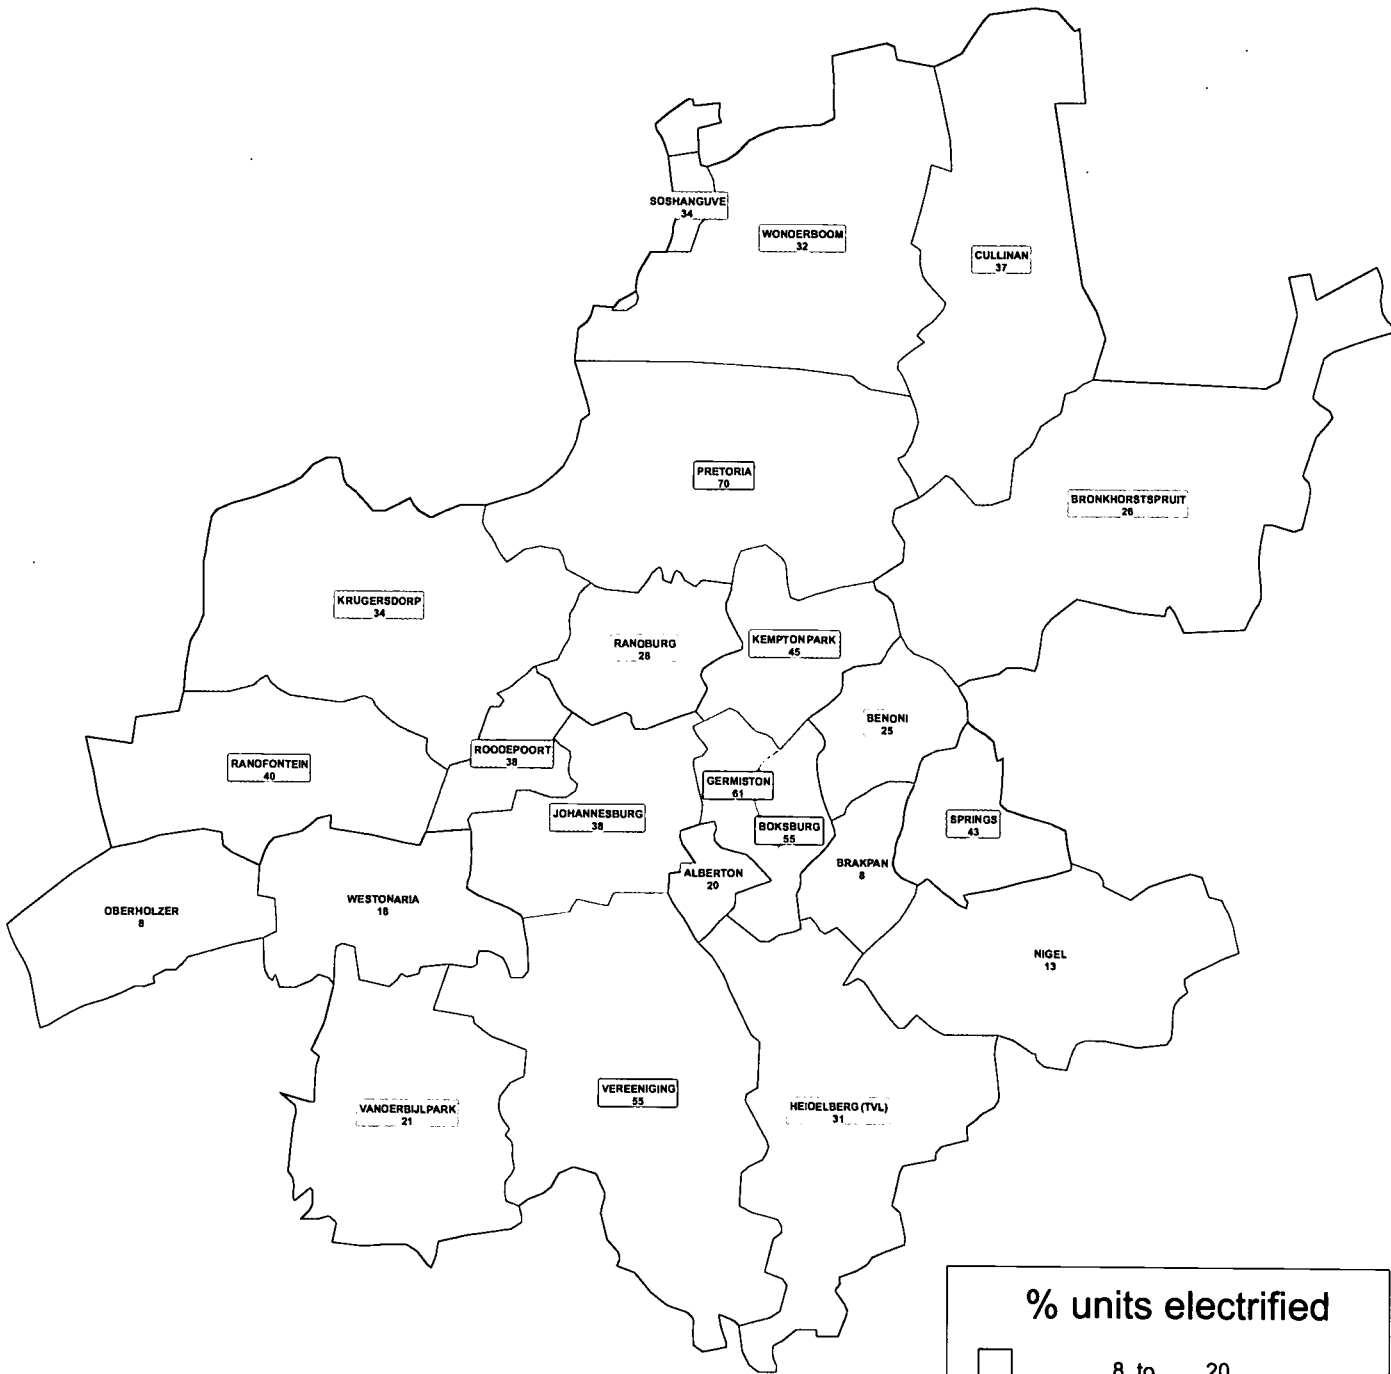 SOSHANGUVE
34
WONDERBOOM
32
CULLINAN
37
PRETORIA
70
BRONKHORSTSPRUIT
26
KRUGERSDORP
34
RANDBURG
28
KEMPTON PARK
45
BENONI
25
ROODEPOORT
38
RANDFONTEIN
40
GERMISTON
61
JOHANNESBURG
38
BOKSBURG
55
SPRINGS
43
BRAKPAN
8
ALBERTON
20
WESTONARIA
18
OBERHOLZER
8
NIGEL
13
VEREENIGING
55
VANDERBIJLPARK
21
HEIDELBERG (TVL)
31
% units electrified
8 to 20